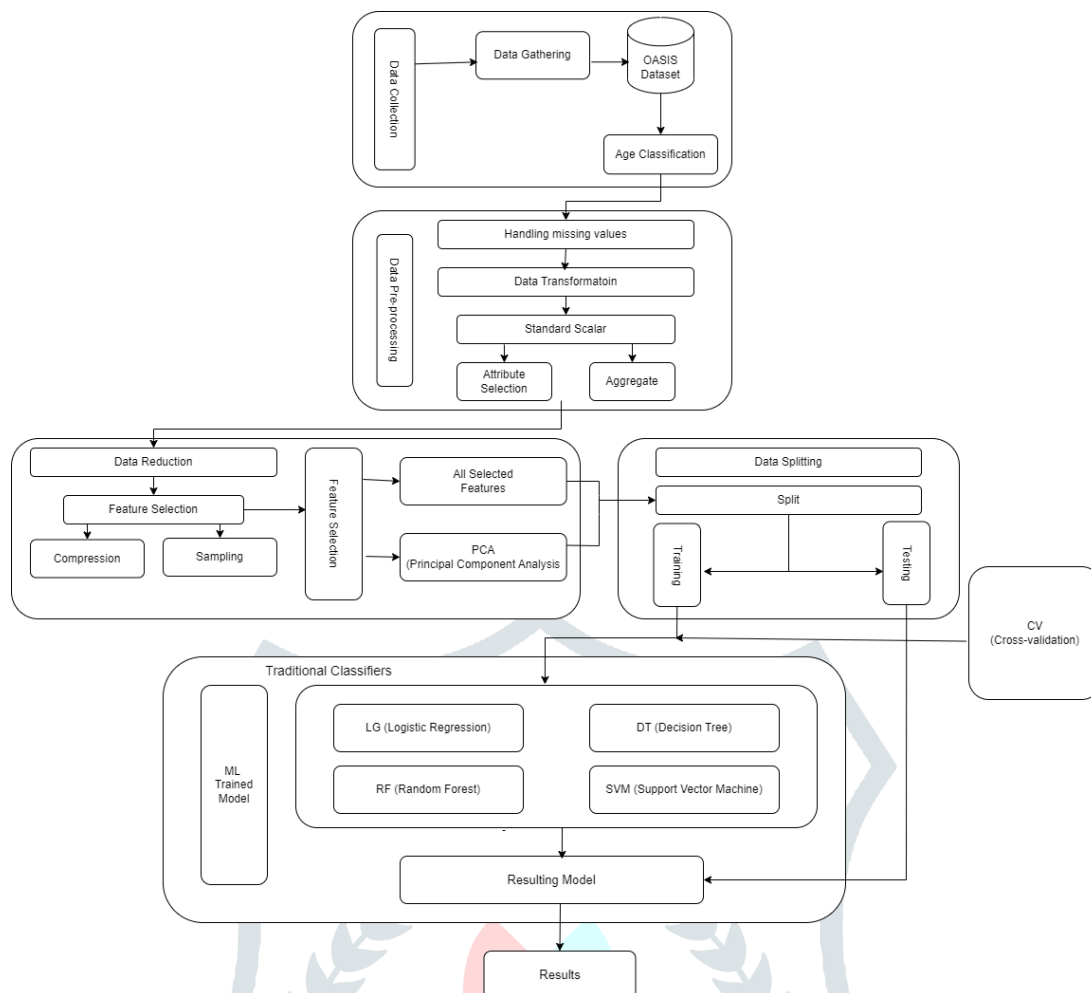 Data Collection
Data Gathering
OASIS
Dataset
Age Classification
Data Pre-processing
Handling missing values
Data Transformatoin
Standard Scalar
Attribute
Selection
Aggregate
Data Reduction
Feature Selection
Compression
Sampling
Feature Selection
All Selected
Features
PCA
(Principal Component Analysis
Data Splitting
Split
Training
Testing
CV
(Cross-validation)
Traditional Classifiers
ML
Trained
Model
LG (Logistic Regression)
DT (Decision Tree)
RF (Random Forest)
SVM (Support Vector Machine)
Resulting Model
Results